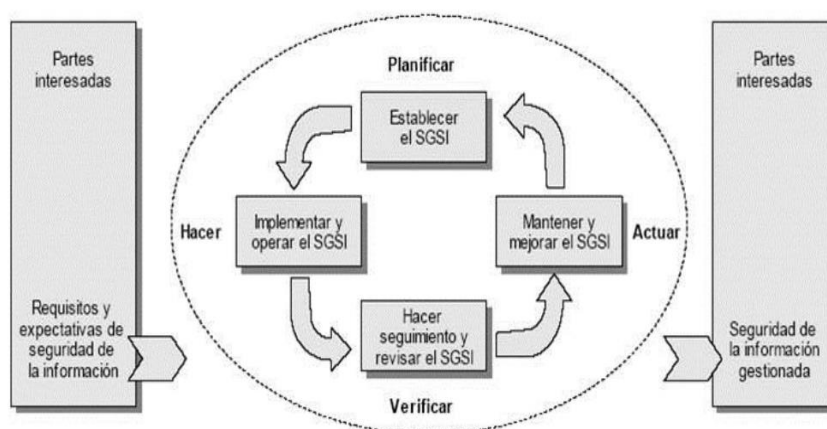 Partes
interesadas
Requisitos y
expectativas de
seguridad de
la información
Planificar
Establecer
el SGSI
Hacer
Implementar y
operar el SGSI
Mantener y
mejorar el SGSI
Actuar
Hacer
seguimiento y
revisar el SGSI
Verificar
Partes
interesadas
Seguridad de
la información
gestionada